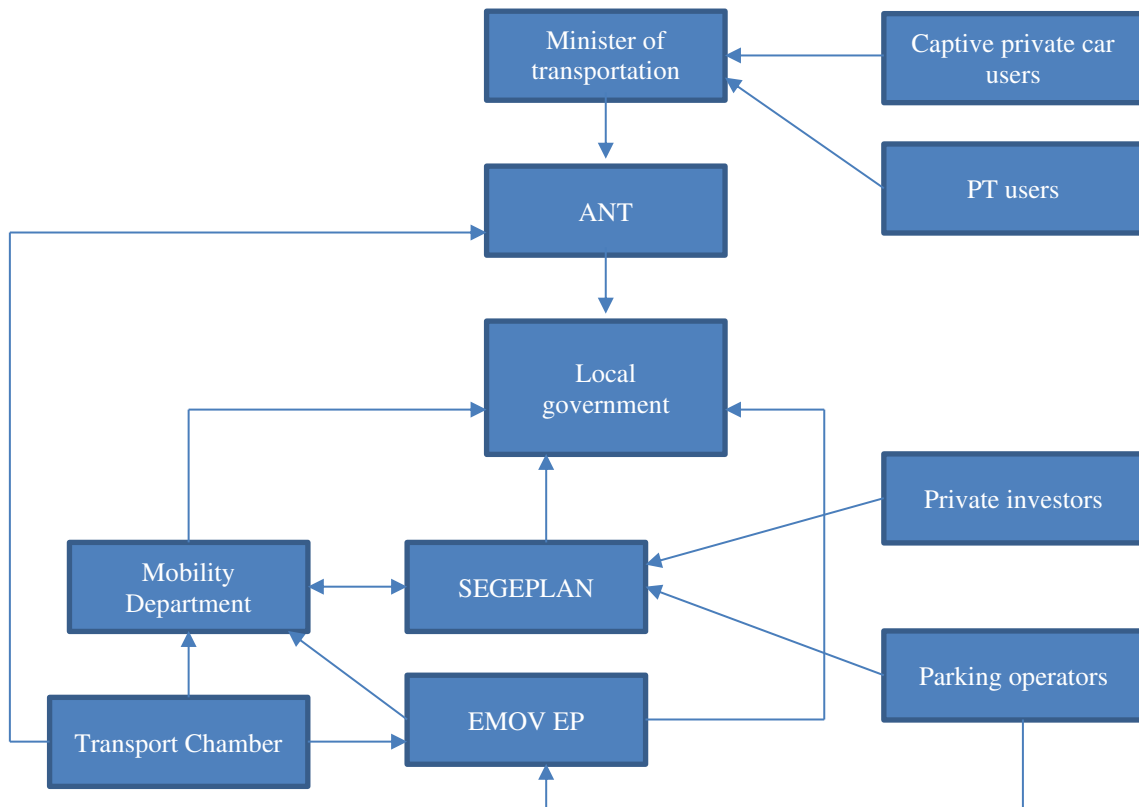 Minister of
transportation
Captive private car
users
PT users
ANT
Local
government
Private investors
Mobility
Department
SEGEPLAN
Parking operators
EMOV EP
Transport Chamber